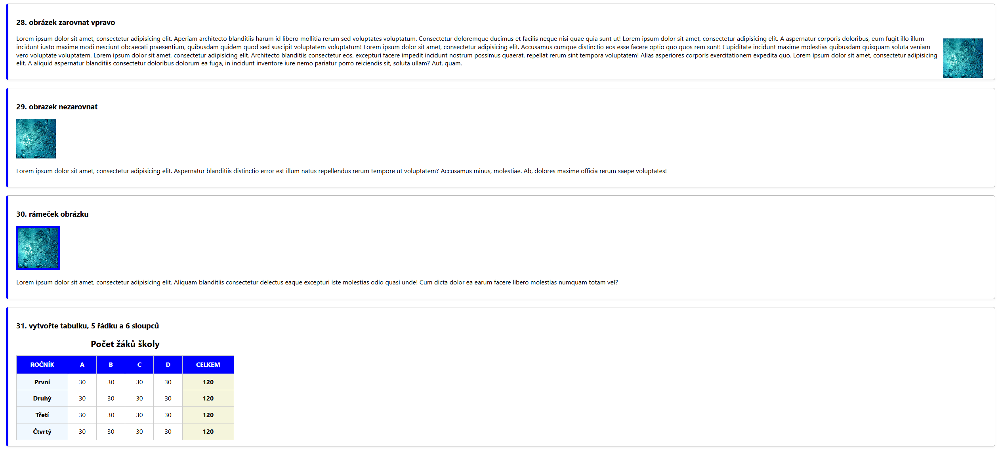 28. obrázek zarovnat vpravo
Lorem ipsum dolor sit amet, consectetur adipisicing elit. Aperiam architecto blanditiis harum id libero mollitia rerum sed voluptates voluptatum. Consectetur doloremque ducimus et facilis neque nisi quae quia sunt ut! Lorem ipsum dolor sit amet, consectetur adipisicing elit. A aspernatur corporis doloribus, eum fugit illo illum
incidunt iusto maxime modi nesciunt obcaecati praesentium, quibusdam quidem quod sed suscipit voluptatem voluptatum! Lorem ipsum dolor sit amet, consectetur adipisicing elit. Accusamus cumque distinctio eos esse facere optio quo quos rem sunt! Cupiditate incidunt maxime molestias quibusdam quisquam soluta veniam
vero voluptate voluptatem. Lorem ipsum dolor sit amet, consectetur adipisicing elit. Architecto blanditiis consectetur eos, excepturi facere impedit incidunt nostrum possimus quaerat, repellat rerum sint tempora voluptatem! Alias asperiores corporis exercitationem expedita quo. Lorem ipsum dolor sit amet, consectetur adipisicing
elit. A aliquid aspernatur blanditiis consectetur doloribus dolorum ea fuga, in incidunt inventore iure nemo pariatur porro reiciendis sit, soluta ullam? Aut, quam.
29. obrazek nezarovnat
Lorem ipsum dolor sit amet, consectetur adipisicing elit. Aspernatur blanditiis distinctio error est illum natus repellendus rerum tempore ut voluptatem? Accusamus minus, molestiae. Ab, dolores maxime officia rerum saepe voluptates!
30. rámeček obrázku
Lorem ipsum dolor sit amet, consectetur adipisicing elit. Aliquam blanditiis consectetur delectus eaque excepturi iste molestias odio quasi unde! Cum dicta dolor ea earum facere libero molestias numquam totam vel?
31. vytvořte tabulku, 5 řádku a 6 sloupců
Počet žáků školy
ROČNÍK A B C D CELKEM
První 30 30 30 30 120
Druhý 30 30 30 30 120
Třetí 30 30 30 30 120
Čtvrtý 30 30 30 30 120